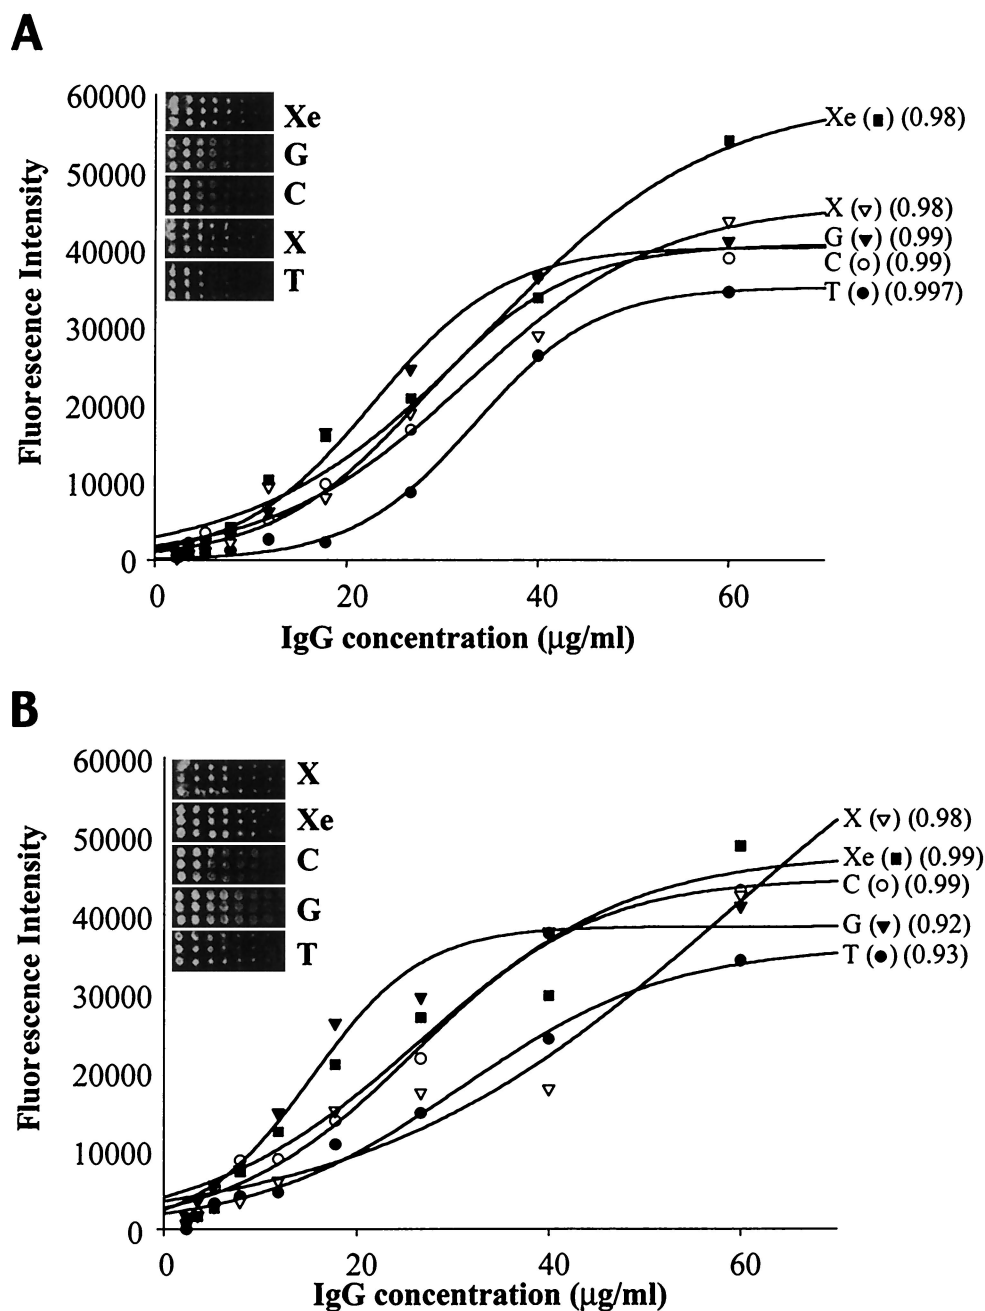 A
60000
50000
40000
30000
20000
10000
0
Fluorescence Intensity
Xe
G
C
X
T
Xe (■) (0.98)
X (▽) (0.98)
G (▼) (0.99)
C (○) (0.99)
T (●) (0.997)
0 20 40 60
IgG concentration (μg/ml)
B
60000
50000
40000
30000
20000
10000
0
Fluorescence Intensity
X
Xe
C
G
T
X (▽) (0.98)
Xe (■) (0.99)
C (○) (0.99)
G (▼) (0.92)
T (●) (0.93)
0 20 40 60
IgG concentration (μg/ml)